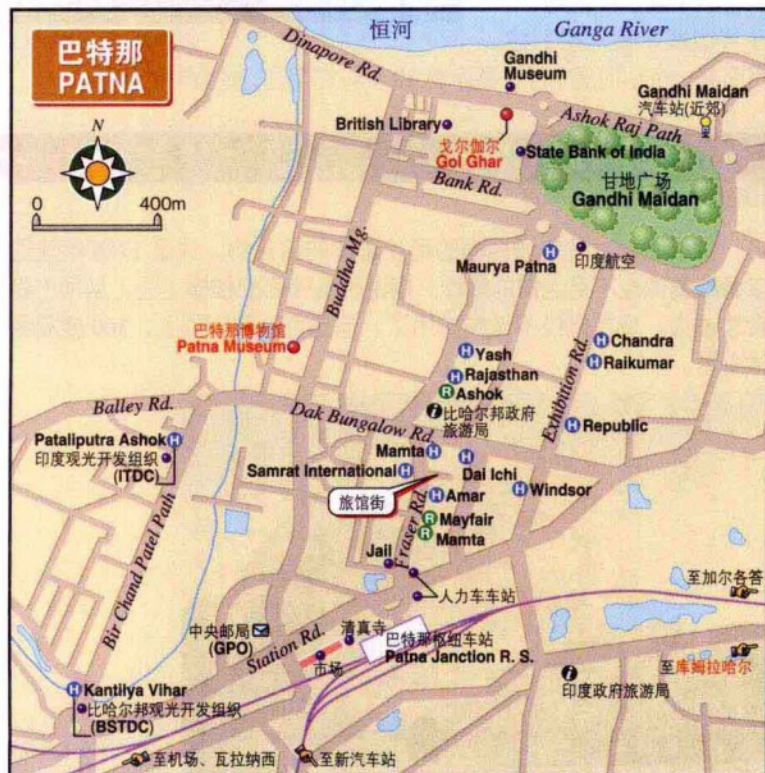 巴特那
PATNA
恒河
Ganga River
Dinapore Rd.
Gandhi
Museum
Gandhi Maidan
汽车站(近郊)
N
British Library
戈尔伽尔
Gol Ghar
Ashok Raj Path
State Bank of India
0 400m
Bank Rd.
甘地广场
Gandhi Maidan
Buddha Mg.
Maurya Patna
印度航空
巴特那博物馆
Patna Museum
Yash
Rajasthan
Ashok
比哈尔邦政府
旅游局
Chandra
Raikumar
Exhibition Rd.
Balley Rd.
Dak Bungalow Rd.
Republic
Pataliputra Ashok
印度观光开发组织
(ITDC)
Mamta
Samrat International
Dai Ichi
旅馆街
Amar
Windsor
Fraser Rd.
Mayfair
Mamta
Bir Chand Patel Path
Jail
人力车车站
至加尔各答
中央邮局
(GPO)
清真寺
Station Rd.
巴特那枢纽车站
Patna Janction R. S.
市场
至库姆拉哈尔
印度政府旅游局
Kantilya Vihar
比哈尔邦观光开发组织
(BSTDC)
至机场、瓦拉纳西
至新汽车站